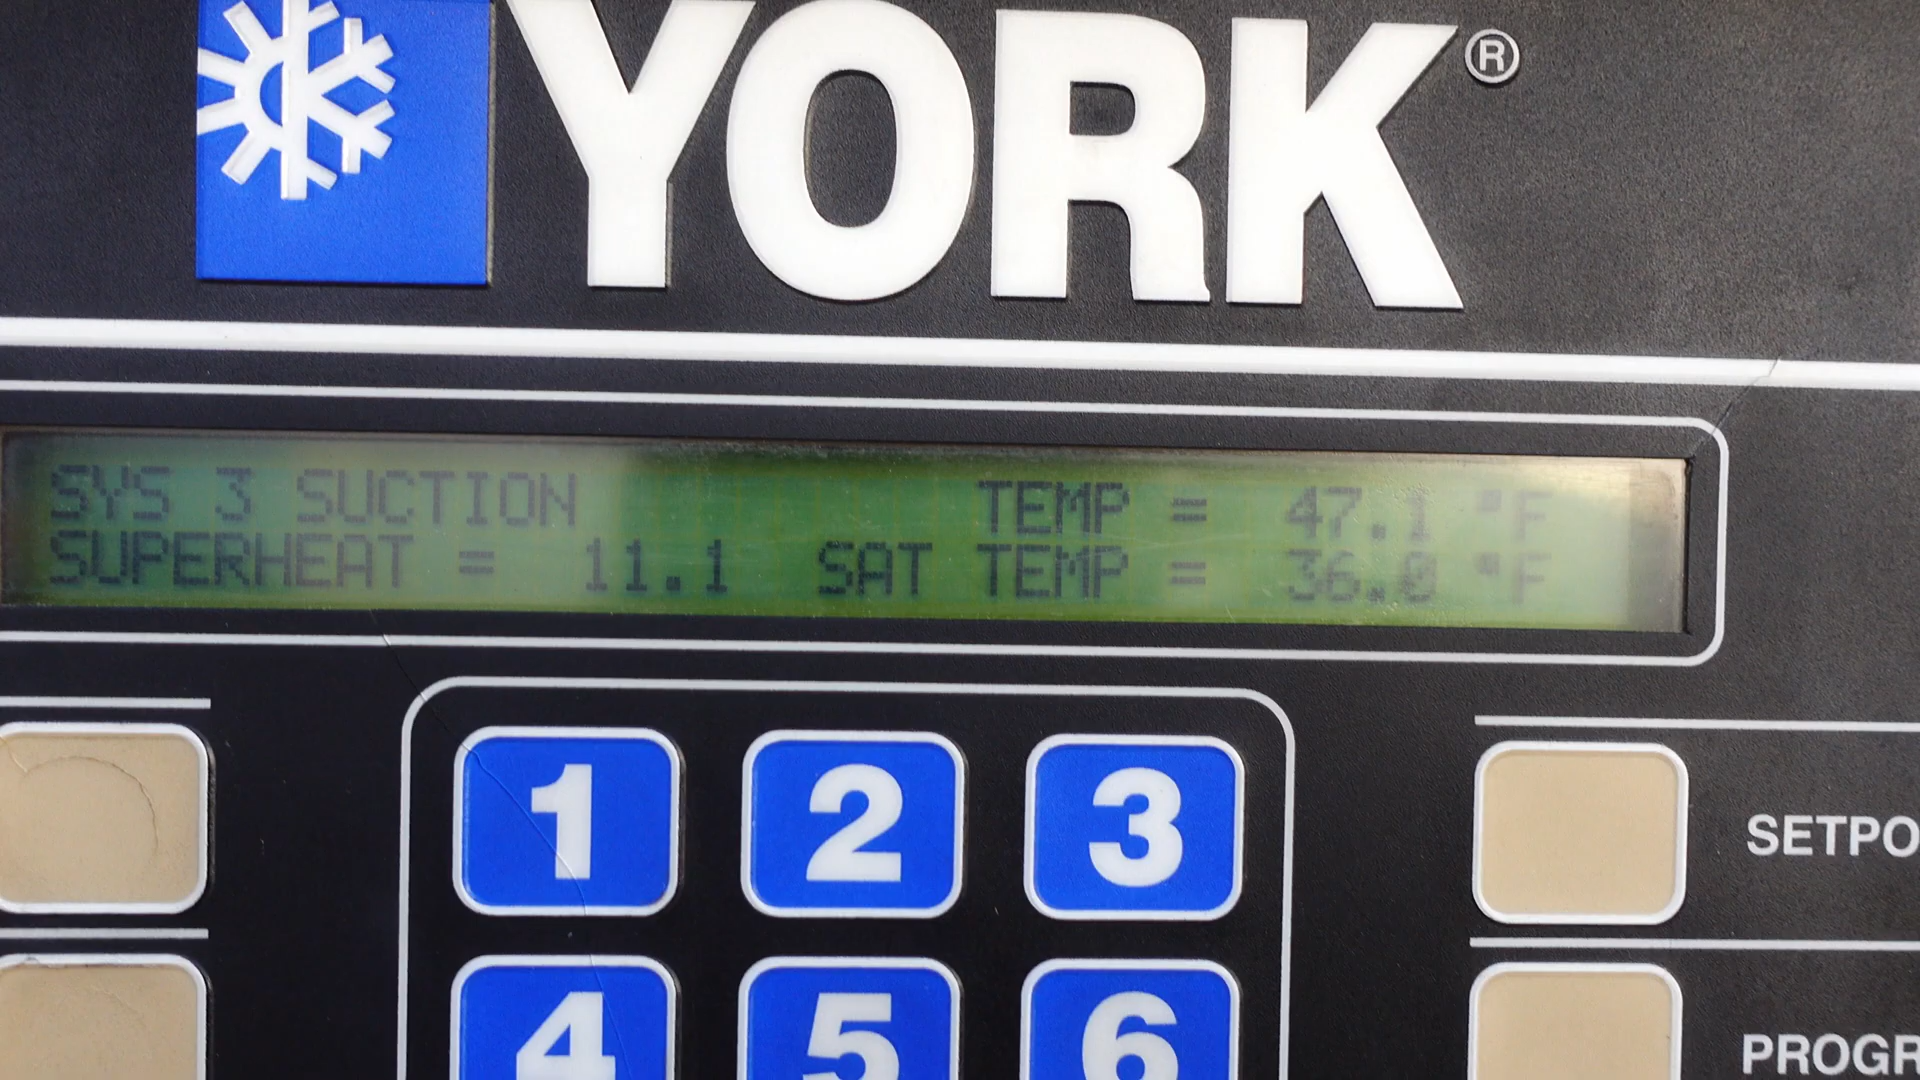 YORK®
SYS 3 SUCTION TEMP = 47.1 °F
SUPERHEAT = 11.1 SAT TEMP = 36.0 °F
1 2 3
SETPO
4 5 6
PROGR